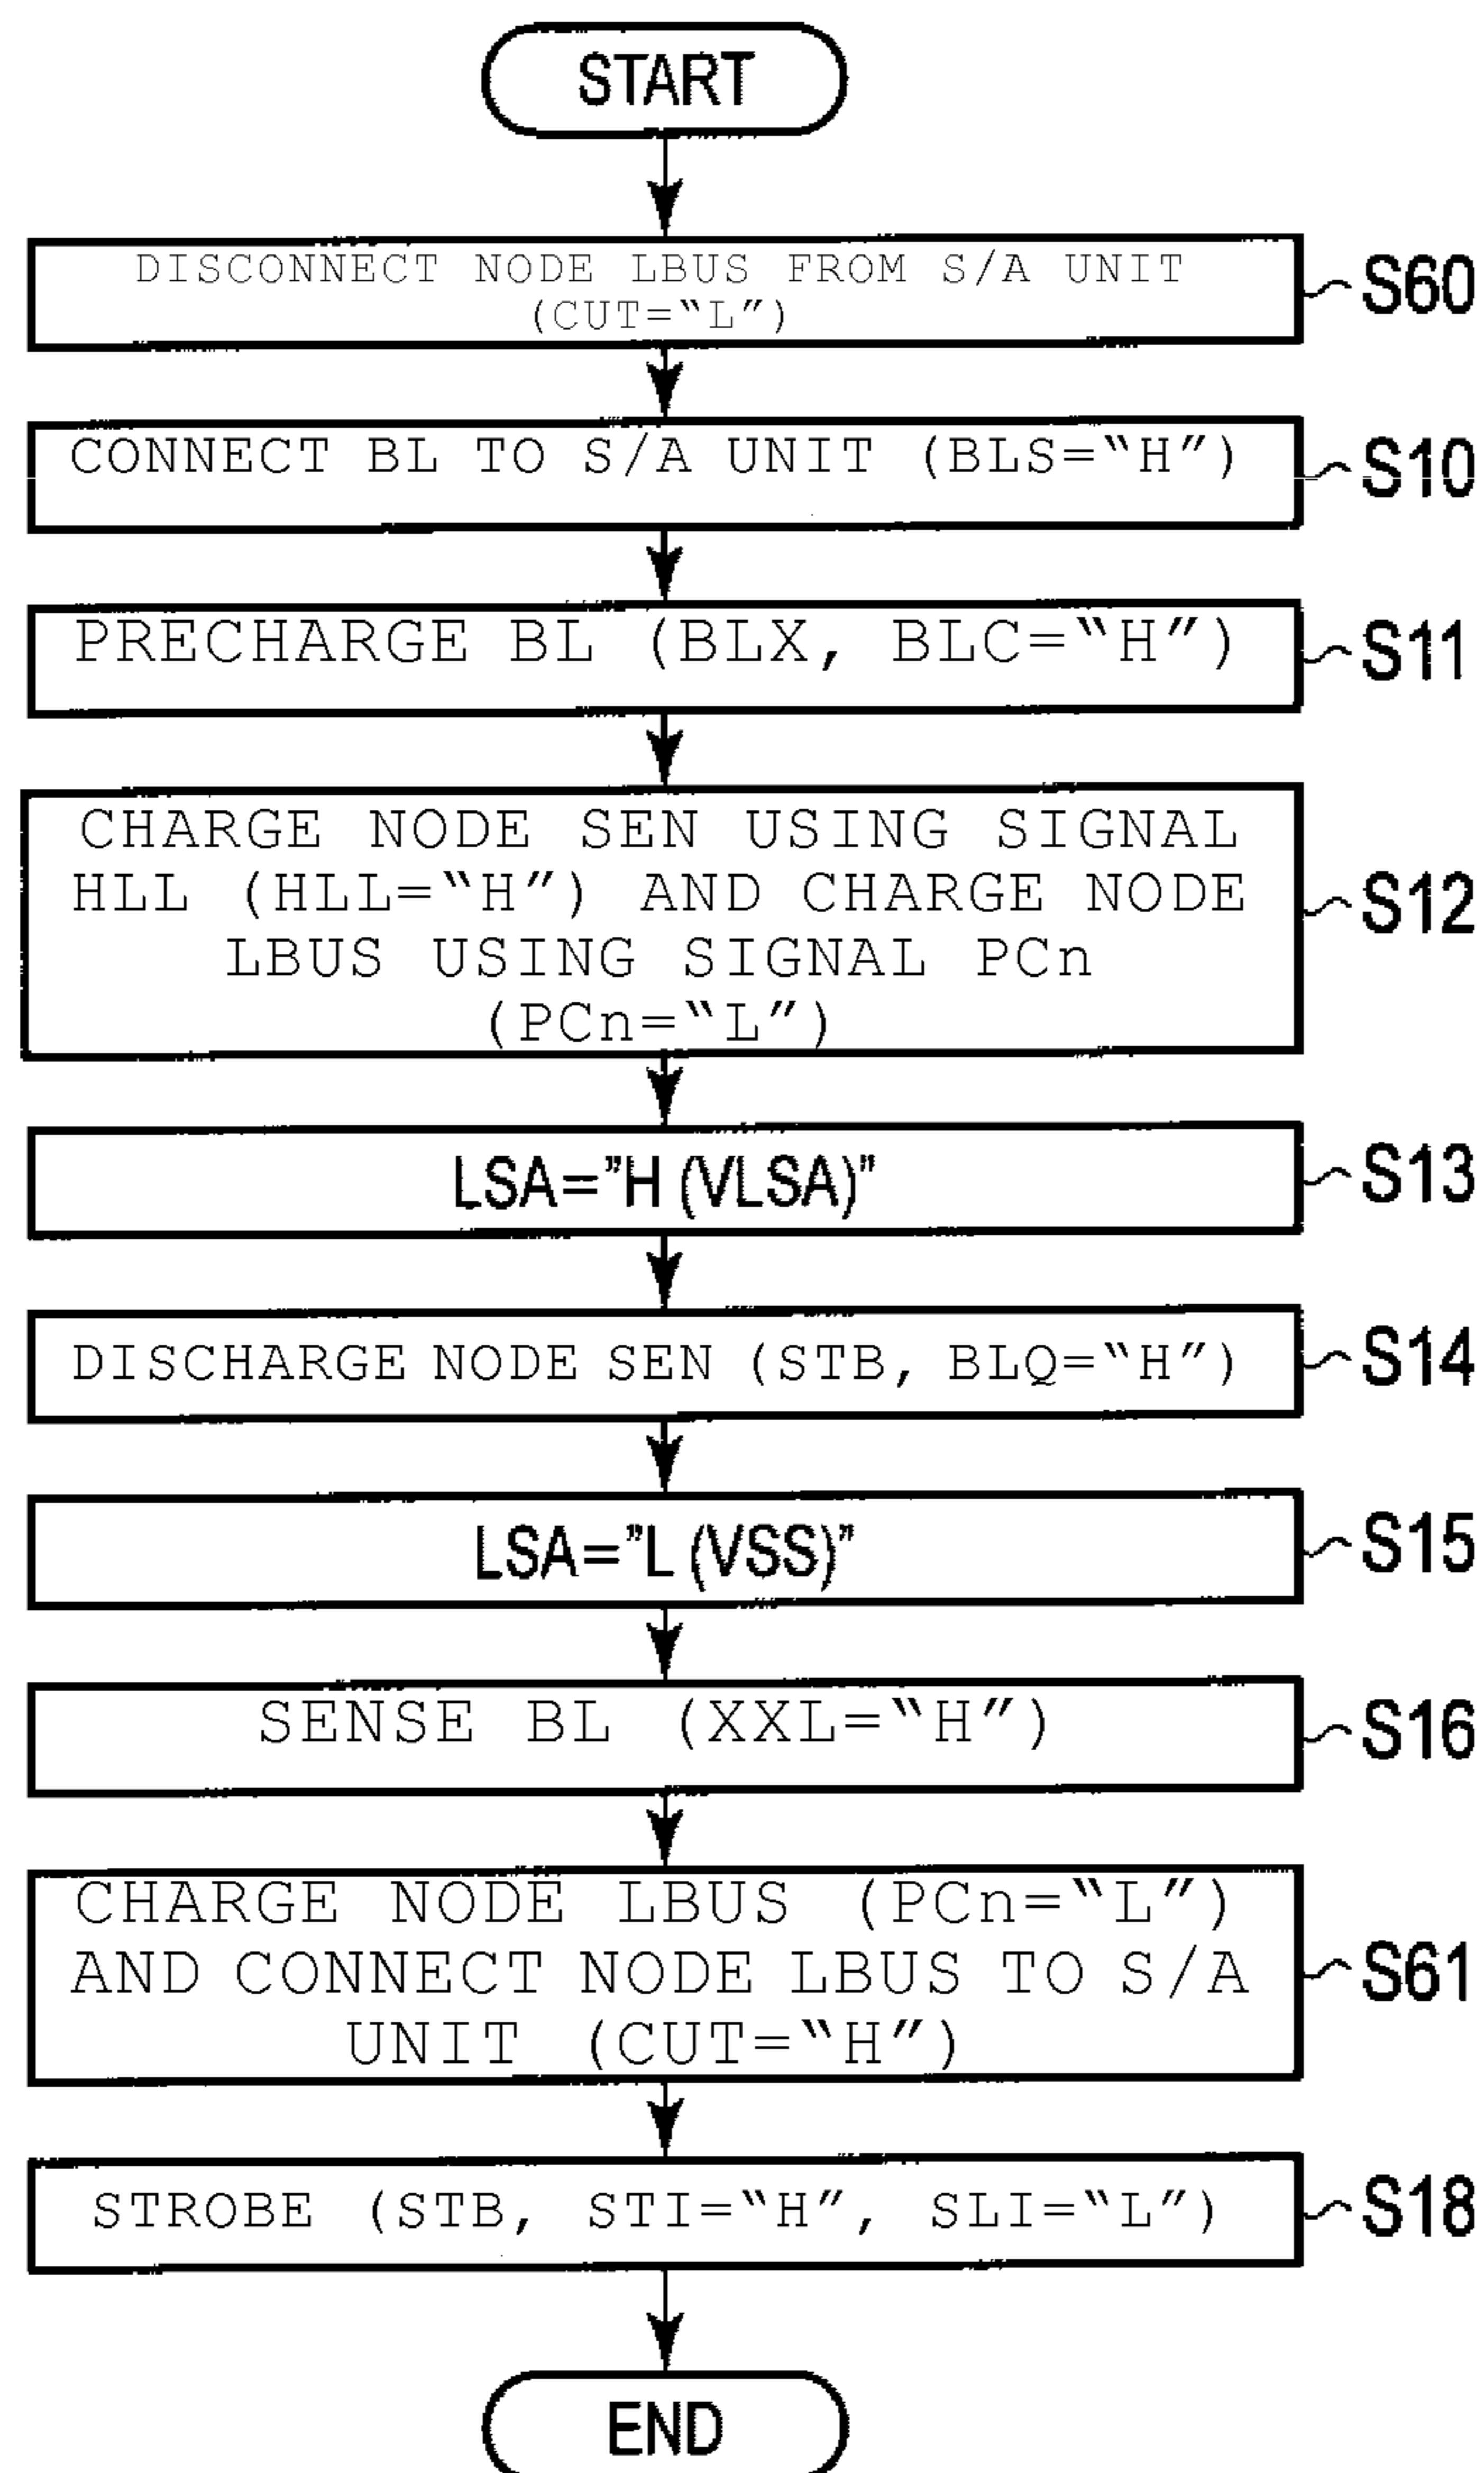 START
DISCONNECT NODE LBUS FROM S/A UNIT
(CUT="L")
S60
CONNECT BL TO S/A UNIT (BLS="H")
S10
PRECHARGE BL (BLX, BLC="H")
S11
CHARGE NODE SEN USING SIGNAL
HLL (HLL="H") AND CHARGE NODE
LBUS USING SIGNAL PCn
(PCn="L")
S12
LSA="H (VLSA)"
S13
DISCHARGE NODE SEN (STB, BLQ="H")
S14
LSA="L (VSS)"
S15
SENSE BL (XXL="H")
S16
CHARGE NODE LBUS (PCn="L")
AND CONNECT NODE LBUS TO S/A
UNIT (CUT="H")
S61
STROBE (STB, STI="H", SLI="L")
S18
END